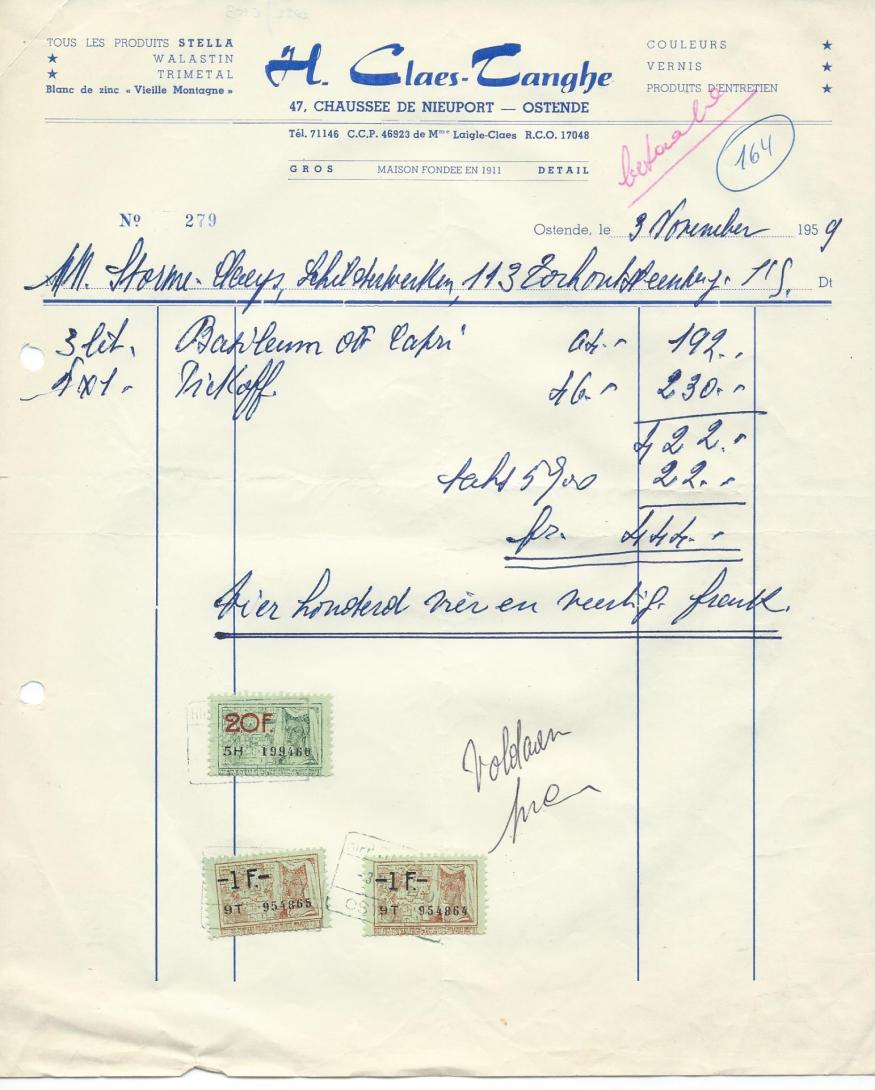 TOUS LES PRODUITS STELLA
★ WALASTIN
★ TRIMETAL
Blanc de zinc « Vieille Montagne »
H. Claes-Tanghe
47, CHAUSSEE DE NIEUPORT — OSTENDE
Tél. 71146 C.C.P. 46923 de Mme Laigle-Claes R.C.O. 17048
GROS MAISON FONDEE EN 1911 DETAIL
COULEURS ★
VERNIS ★
PRODUITS D'ENTRETIEN ★
betaald
164
No 279
Ostende, le 3 November 1959
MM. Storme-Claeys, Schilderwerken, 113 Torhoutsteenweg. Dt
3 lit. Capri 64.- 192.-
5 x 1.- 46.- 230.-
422.-
taks 5%00 22.-
fr. 444.-
Vier honderd vier en veertig frank.
20F.
5H 199460
Voldaan
-1F.-
9T 954865
-1F.-
9T 954864